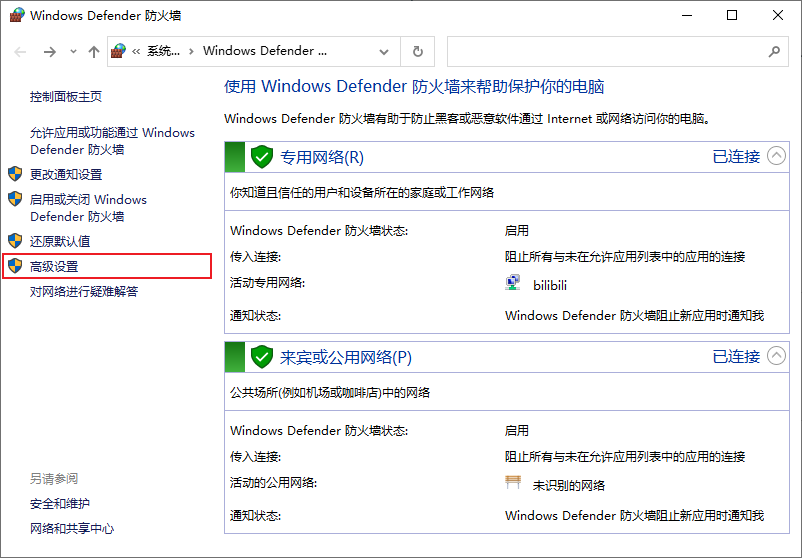 Windows Defender 防火墙
« 系统... › Windows Defender ...
控制面板主页
允许应用或功能通过 Windows
Defender 防火墙
更改通知设置
启用或关闭 Windows
Defender 防火墙
还原默认值
高级设置
对网络进行疑难解答
另请参阅
安全和维护
网络和共享中心
使用 Windows Defender 防火墙来帮助保护你的电脑
Windows Defender 防火墙有助于防止黑客或恶意软件通过 Internet 或网络访问你的电脑。
专用网络(R) 已连接
你知道且信任的用户和设备所在的家庭或工作网络
Windows Defender 防火墙状态: 启用
传入连接: 阻止所有与未在允许应用列表中的应用的连接
活动专用网络: bilibili
通知状态: Windows Defender 防火墙阻止新应用时通知我
来宾或公用网络(P) 已连接
公共场所(例如机场或咖啡店)中的网络
Windows Defender 防火墙状态: 启用
传入连接: 阻止所有与未在允许应用列表中的应用的连接
活动的公用网络: 未识别的网络
通知状态: Windows Defender 防火墙阻止新应用时通知我